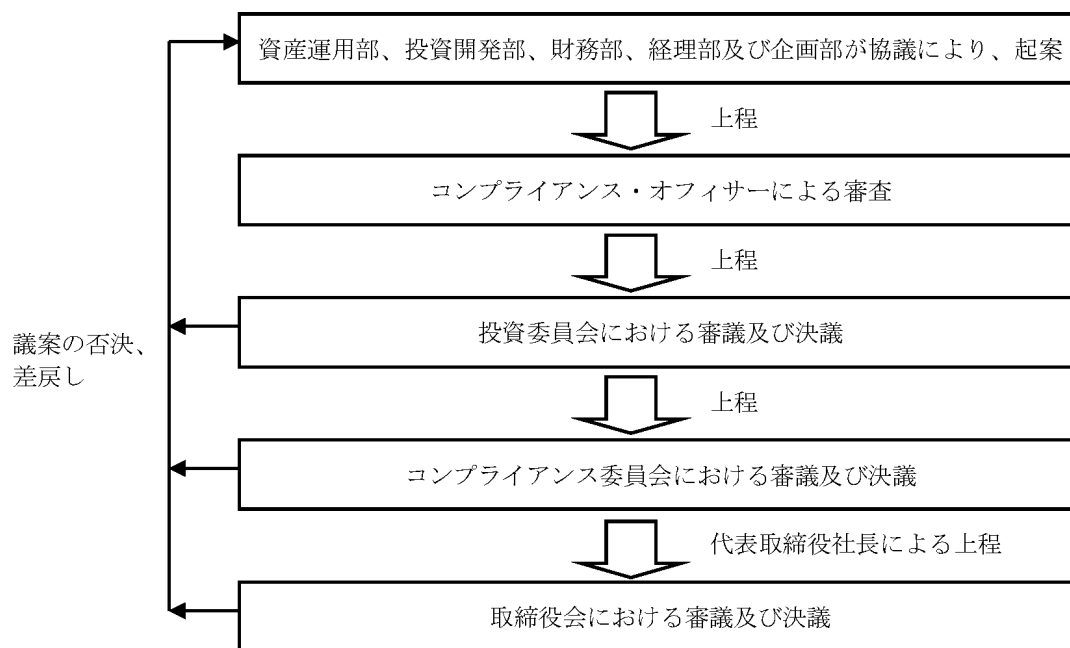 資産運用部、投資開発部、財務部、経理部及び企画部が協議により、起案
上程
コンプライアンス・オフィサーによる審査
上程
投資委員会における審議及び決議
議案の否決、
差戻し
上程
コンプライアンス委員会における審議及び決議
代表取締役社長による上程
取締役会における審議及び決議